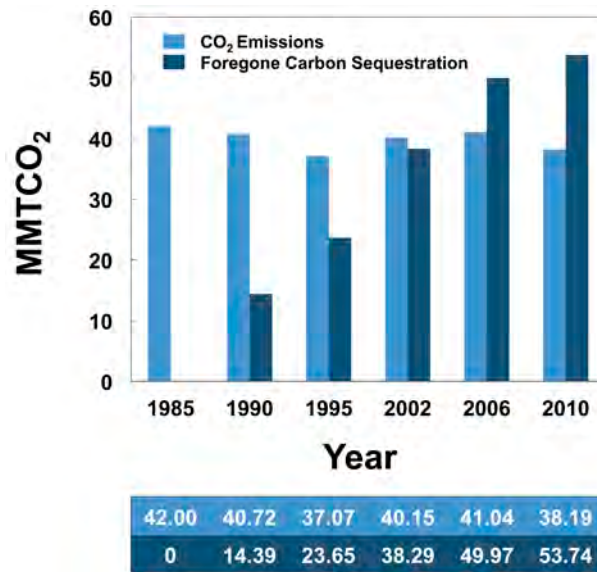 60
CO₂ Emissions
Foregone Carbon Sequestration
50
40
30
20
10
0
MMTCO₂
1985 1990 1995 2002 2006 2010
Year
42.00 40.72 37.07 40.15 41.04 38.19
0 14.39 23.65 38.29 49.97 53.74